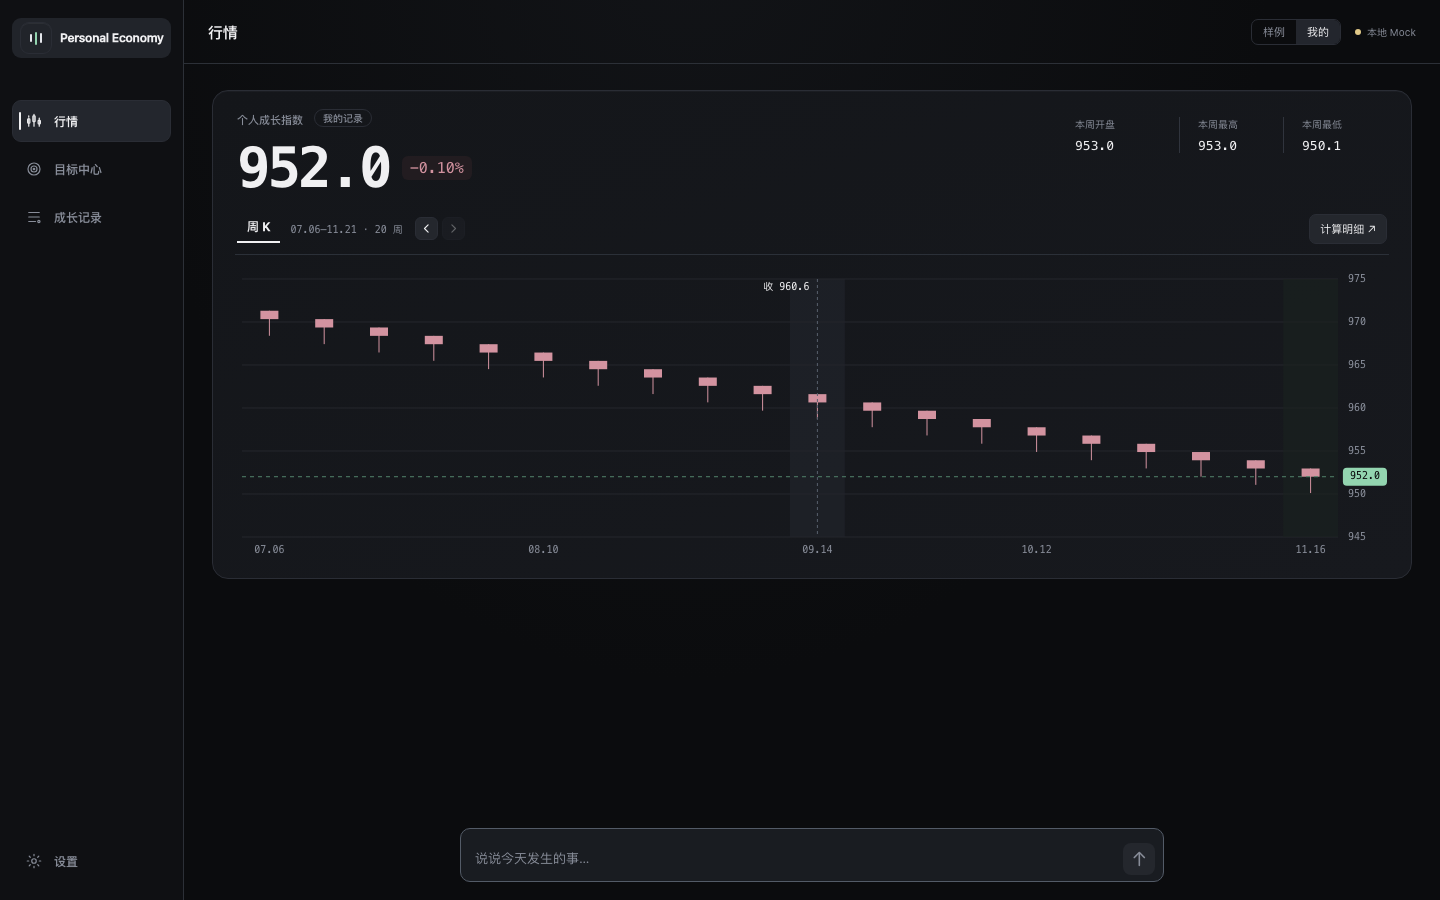 Personal Economy
行情
目标中心
成长记录
设置
行情
样例 我的 本地 Mock
个人成长指数 我的记录
952.0 −0.10%
本周开盘 本周最高 本周最低
953.0 953.0 950.1
周 K 07.06—11.21 · 20 周
计算明细 ↗
收 960.6
975
970
965
960
955
952.0
950
945
07.06 08.10 09.14 10.12 11.16
说说今天发生的事…